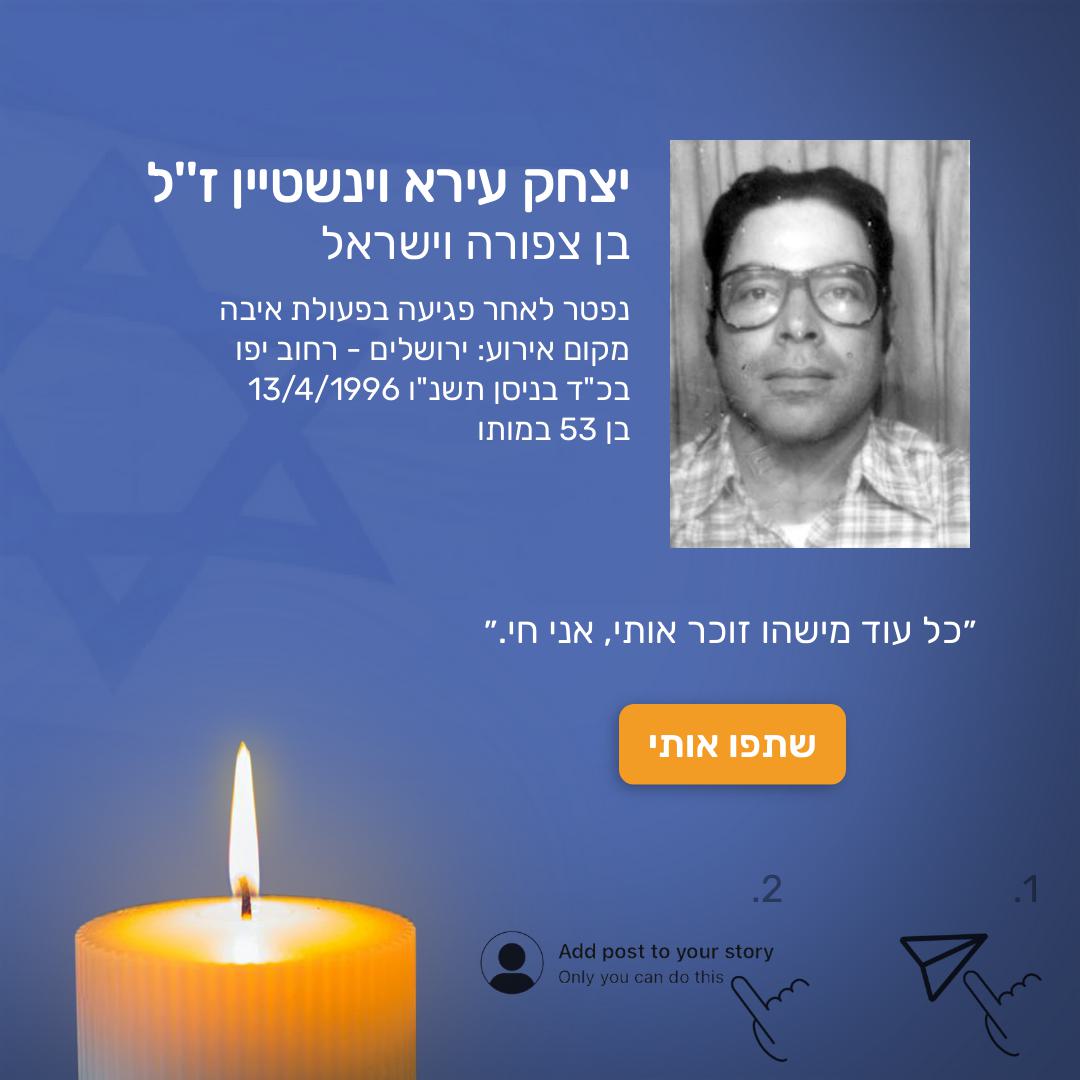 יצחק עירא וינשטיין ז"ל
בן צפורה וישראל
נפטר לאחר פגיעה בפעולת איבה
מקום אירוע: ירושלים - רחוב יפו
בכ"ד בניסן תשנ"ו 13/4/1996
בן 53 במותו
״כל עוד מישהו זוכר אותי, אני חי.״
שתפו אותי
.1
.2
Add post to your story
Only you can do this